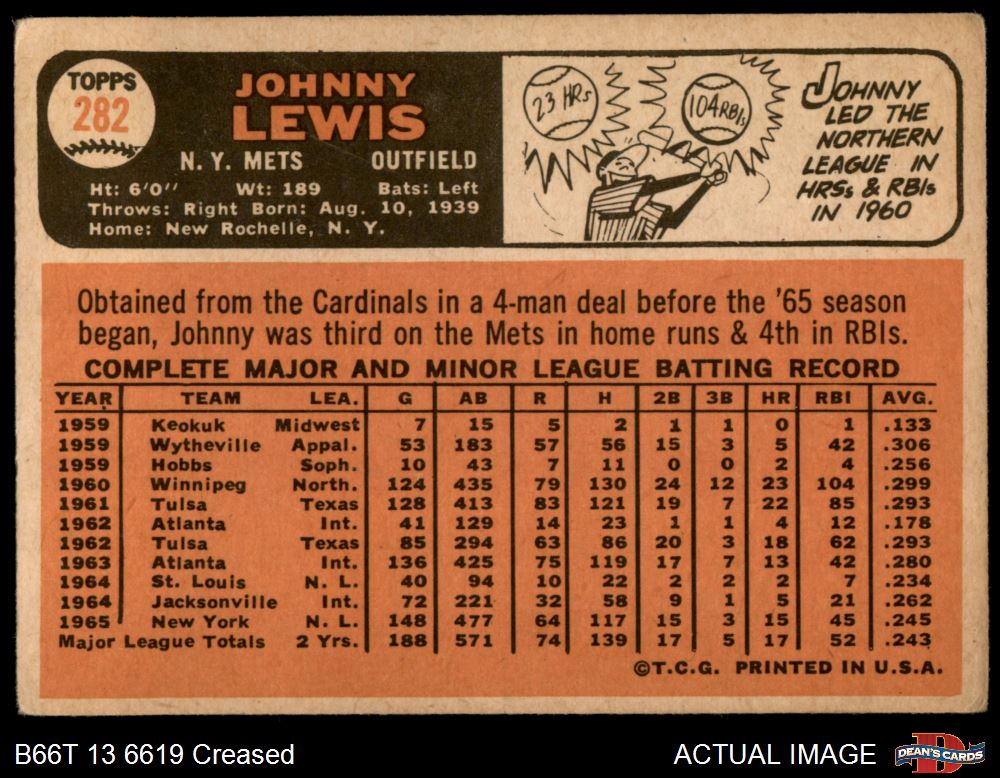 TOPPS
282
JOHNNY
LEWIS
N. Y. METS OUTFIELD
Ht: 6'0" Wt: 189 Bats: Left
Throws: Right Born: Aug. 10, 1939
Home: New Rochelle, N. Y.
23 HRs
104 RBIs
JOHNNY
LED THE
NORTHERN
LEAGUE IN
HRSs & RBIs
IN 1960
Obtained from the Cardinals in a 4-man deal before the '65 season
began, Johnny was third on the Mets in home runs & 4th in RBIs.
COMPLETE MAJOR AND MINOR LEAGUE BATTING RECORD
YEAR TEAM LEA. G AB R H 2B 3B HR RBI AVG.
1959 Keokuk Midwest 7 15 5 2 1 1 0 1 .133
1959 Wytheville Appal. 53 183 57 56 15 3 5 42 .306
1959 Hobbs Soph. 10 43 7 11 0 0 2 4 .256
1960 Winnipeg North. 124 435 79 130 24 12 23 104 .299
1961 Tulsa Texas 128 413 83 121 19 7 22 85 .293
1962 Atlanta Int. 41 129 14 23 1 1 4 12 .178
1962 Tulsa Texas 85 294 63 86 20 3 18 62 .293
1963 Atlanta Int. 136 425 75 119 17 7 13 42 .280
1964 St. Louis N. L. 40 94 10 22 2 2 2 7 .234
1964 Jacksonville Int. 72 221 32 58 9 1 5 21 .262
1965 New York N. L. 148 477 64 117 15 3 15 45 .245
Major League Totals 2 Yrs. 188 571 74 139 17 5 17 52 .243
©T.C.G. PRINTED IN U.S.A.
B66T 13 6619 Creased
ACTUAL IMAGE
DEAN'S CARDS